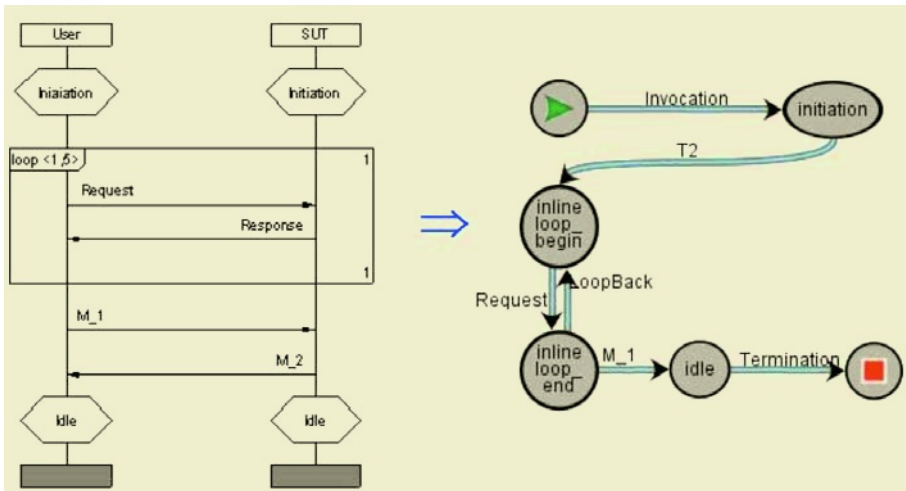 User
SUT
Iniaiation
Initiation
loop <1,5>
1
Request
Response
1
M_1
M_2
Idle
Idle
Invocation
initiation
T2
inline
loop_
begin
Request
LoopBack
inline
loop_
end
M_1
idle
Termination